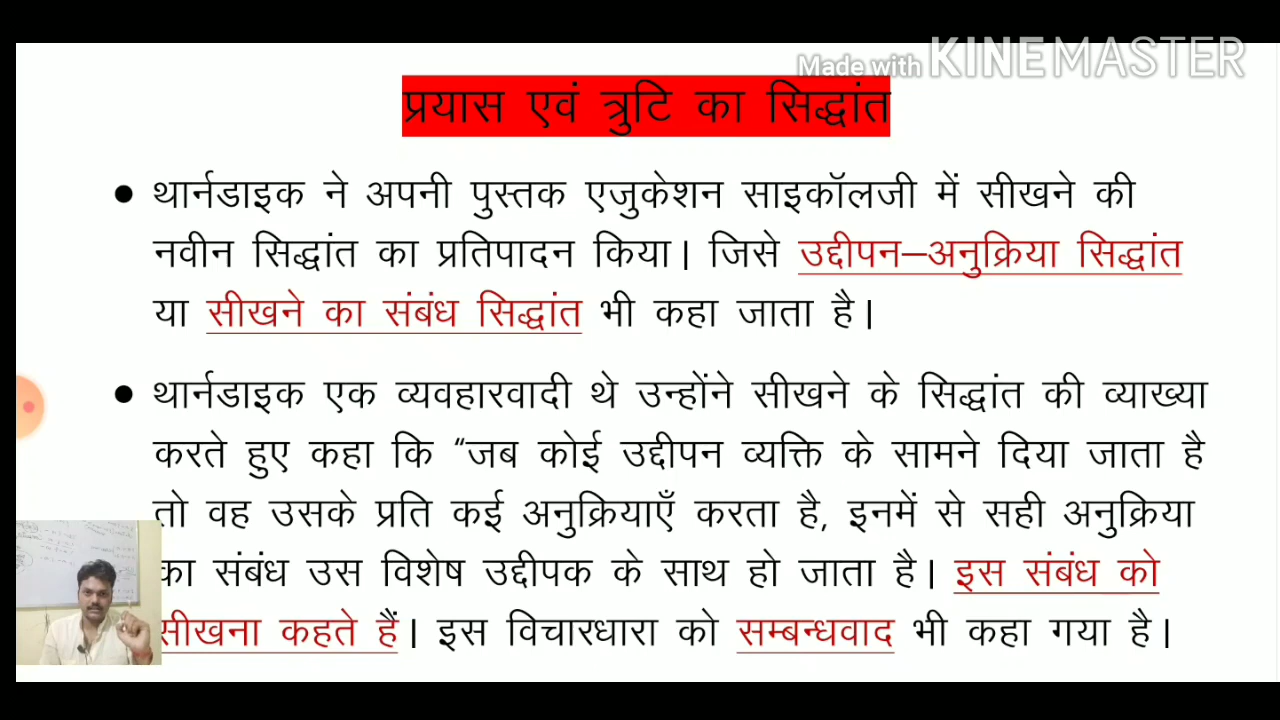 Made with KINEMASTER
प्रयास एवं त्रुटि का सिद्धांत
● थार्नडाइक ने अपनी पुस्तक एजुकेशन साइकॉलजी में सीखने की
नवीन सिद्धांत का प्रतिपादन किया। जिसे उद्दीपन–अनुक्रिया सिद्धांत
या सीखने का संबंध सिद्धांत भी कहा जाता है।
● थार्नडाइक एक व्यवहारवादी थे उन्होंने सीखने के सिद्धांत की व्याख्या
करते हुए कहा कि “जब कोई उद्दीपन व्यक्ति के सामने दिया जाता है
तो वह उसके प्रति कई अनुक्रियाएँ करता है, इनमें से सही अनुक्रिया
का संबंध उस विशेष उद्दीपक के साथ हो जाता है। इस संबंध को
सीखना कहते हैं। इस विचारधारा को सम्बन्धवाद भी कहा गया है।